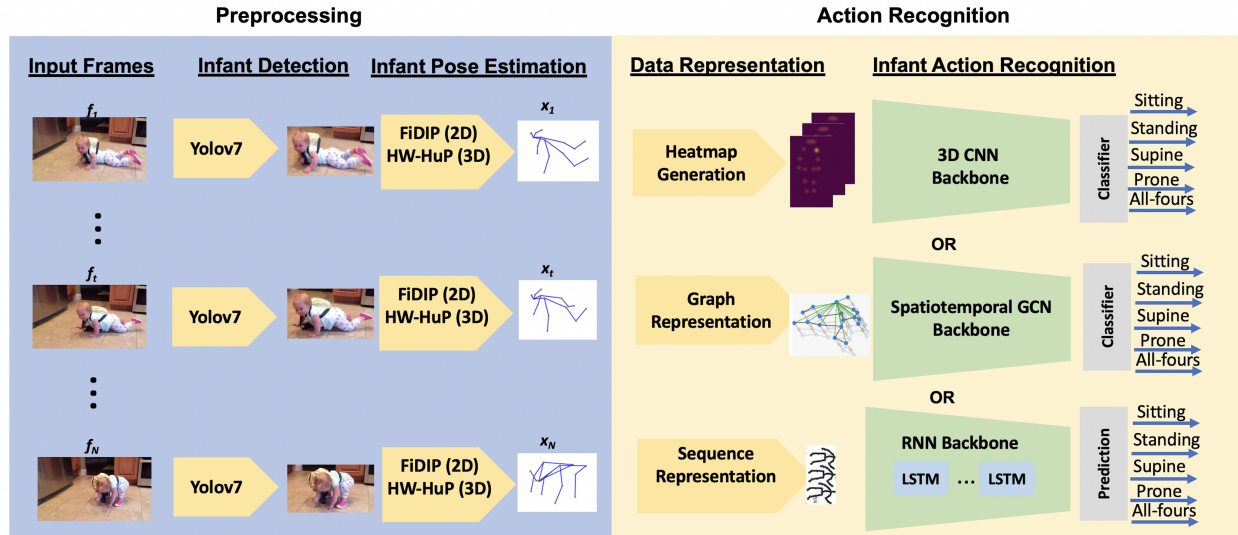 Preprocessing
Action Recognition
Input Frames
Infant Detection
Infant Pose Estimation
Data Representation
Infant Action Recognition
f1
Yolov7
FiDIP (2D)
HW-HuP (3D)
x1
Heatmap
Generation
3D CNN
Backbone
Classifier
Sitting
Standing
Supine
Prone
All-fours
OR
ft
Yolov7
FiDIP (2D)
HW-HuP (3D)
xt
Graph
Representation
Spatiotemporal GCN
Backbone
Classifier
Sitting
Standing
Supine
Prone
All-fours
OR
fN
Yolov7
FiDIP (2D)
HW-HuP (3D)
xN
Sequence
Representation
RNN Backbone
LSTM ... LSTM
Prediction
Sitting
Standing
Supine
Prone
All-fours